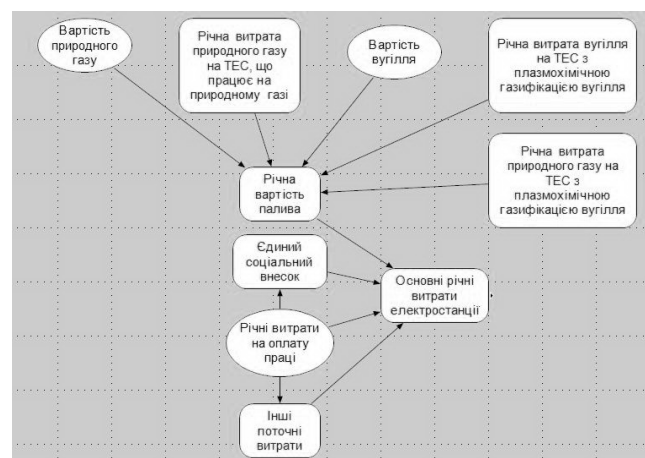 Вартість
природного
газу
Річна витрата
природного газу
на ТЕС, що
працює на
природному газі
Вартість
вугілля
Річна витрата вугілля
на ТЕС з
плазмохімічною
газифікацією вугілля
Річна витрата
природного газу на
ТЕС з
плазмохімічною
газифікацією вугілля
Річна
вартість
палива
Єдиний
соціальний
внесок
Основні річні
витрати
електростанції
Річні витрати
на оплату
праці
Інші
поточні
витрати